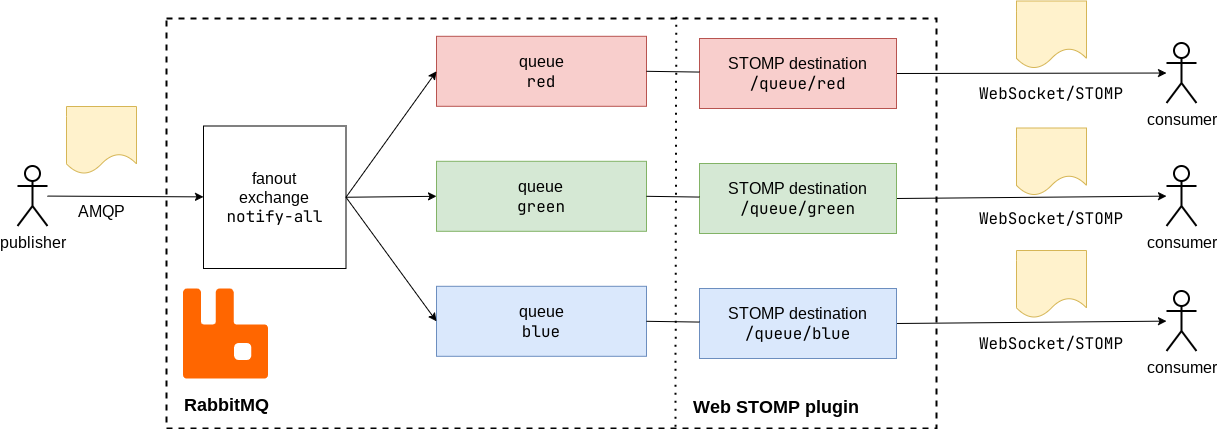 publisher
AMQP
fanout
exchange
notify-all
RabbitMQ
queue
red
queue
green
queue
blue
STOMP destination
/queue/red
STOMP destination
/queue/green
STOMP destination
/queue/blue
Web STOMP plugin
WebSocket/STOMP
consumer
WebSocket/STOMP
consumer
WebSocket/STOMP
consumer